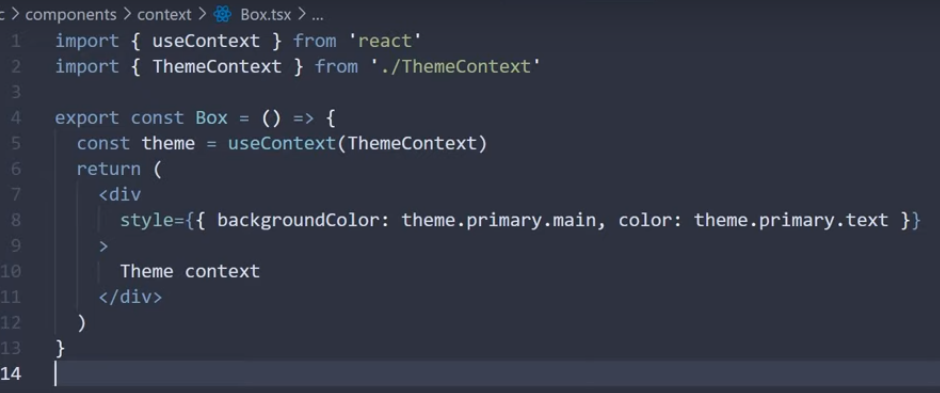 c > components > context > Box.tsx > ...
1 import { useContext } from 'react'
2 import { ThemeContext } from './ThemeContext'
3
4 export const Box = () => {
5   const theme = useContext(ThemeContext)
6   return (
7     <div
8       style={{ backgroundColor: theme.primary.main, color: theme.primary.text }}
9     >
10       Theme context
11     </div>
12   )
13 }
14